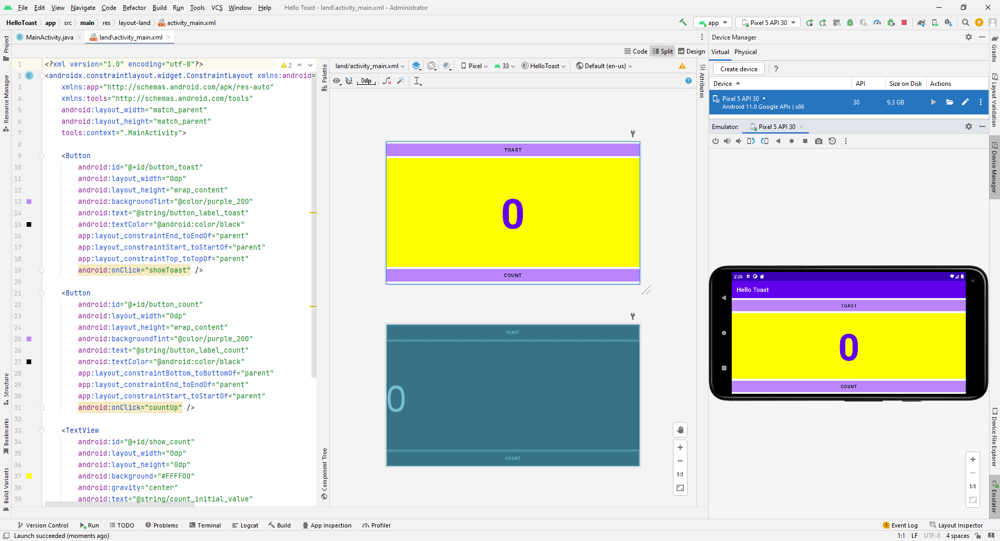 File Edit View Navigate Code Refactor Build Run Tools VCS Window Help Hello Toast - land\activity_main.xml - Administrator
HelloToast app src main res layout-land activity_main.xml
app Pixel 5 API 30
MainActivity.java land\activity_main.xml
Code Split Design
Project
Resource Manager
Structure
Bookmarks
Build Variants
1 <?xml version="1.0" encoding="utf-8"?>
2
2 <androidx.constraintlayout.widget.ConstraintLayout xmlns:android=
3 xmlns:app="http://schemas.android.com/apk/res-auto"
4 xmlns:tools="http://schemas.android.com/tools"
5 android:layout_width="match_parent"
6 android:layout_height="match_parent"
7 tools:context=".MainActivity">
8
9 <Button
10 android:id="@+id/button_toast"
11 android:layout_width="0dp"
12 android:layout_height="wrap_content"
13 android:backgroundTint="@color/purple_200"
14 android:text="@string/button_label_toast"
15 android:textColor="@android:color/black"
16 app:layout_constraintEnd_toEndOf="parent"
17 app:layout_constraintStart_toStartOf="parent"
18 app:layout_constraintTop_toTopOf="parent"
19 android:onClick="showToast" />
20
21 <Button
22 android:id="@+id/button_count"
23 android:layout_width="0dp"
24 android:layout_height="wrap_content"
25 android:backgroundTint="@color/purple_200"
26 android:text="@string/button_label_count"
27 android:textColor="@android:color/black"
28 app:layout_constraintBottom_toBottomOf="parent"
29 app:layout_constraintEnd_toEndOf="parent"
30 app:layout_constraintStart_toStartOf="parent"
31 android:onClick="countUp" />
32
33 <TextView
34 android:id="@+id/show_count"
35 android:layout_width="0dp"
36 android:layout_height="0dp"
37 android:background="#FFFF00"
38 android:gravity="center"
39 android:text="@string/count_initial_value"
Palette
Component Tree
land/activity_main.xml Pixel 33 HelloToast Default (en-us)
0dp
Attributes
TOAST
0
COUNT
TOAST
0
COUNT
1:1
Device Manager
Virtual Physical
Create device ?
Device API Size on Disk Actions
Pixel 5 API 30
Android 11.0 Google APIs | x86
30 9.3 GB
Emulator: Pixel 5 API 30
2:26
Hello Toast
TOAST
0
COUNT
1:1
Gradle
Layout Validation
Device Manager
Device File Explorer
Emulator
Version Control Run TODO Problems Terminal Logcat Build App Inspection Profiler 1 Event Log Layout Inspector
Launch succeeded (moments ago) 1:1 LF UTF-8 4 spaces